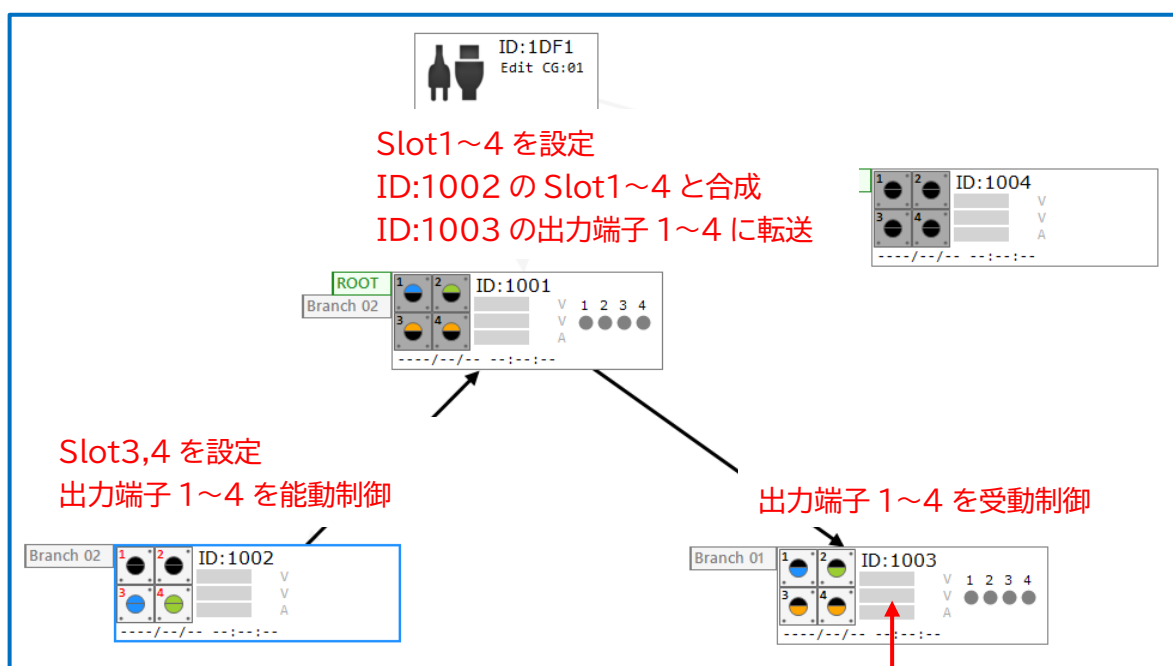 ID:1DF1
Edit CG:01
Slot1～4 を設定
ID:1002 の Slot1～4 と合成
ID:1003 の出力端子 1～4 に転送
1 2 ID:1004
V
V
3 4
A
----/--/-- --:--:--
ROOT
Branch 02
1 2 ID:1001
V 1 2 3 4
V
3 4
A
----/--/-- --:--:--
Slot3,4 を設定
出力端子 1～4 を能動制御
出力端子 1～4 を受動制御
Branch 02
1 2 ID:1002
V
V
3 4
A
----/--/-- --:--:--
Branch 01
1 2 ID:1003
V 1 2 3 4
V
3 4
A
----/--/-- --:--:--